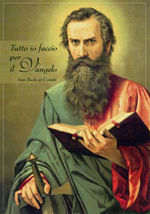 Tutto io faccio
per
il Vangelo
San Paolo ai Corinti